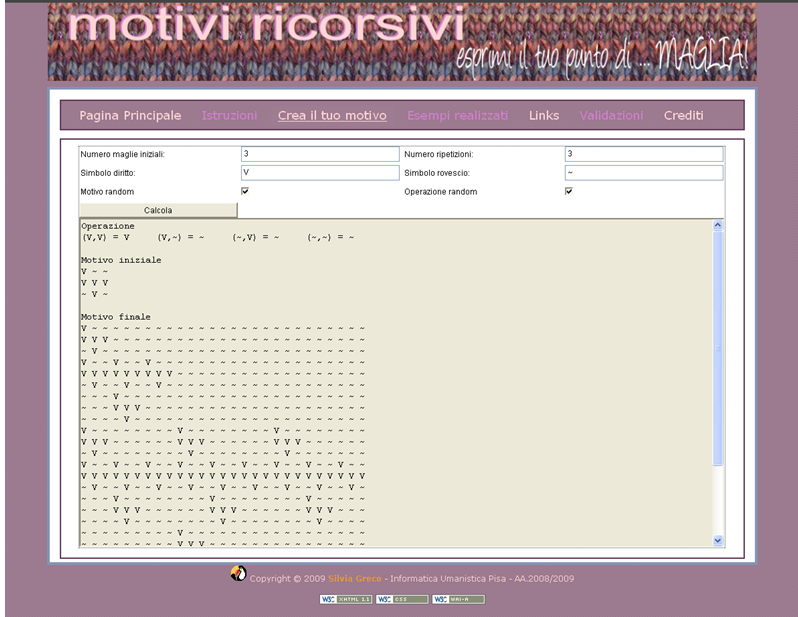 motivi ricorsivi
esprimi il tuo punto di ... MAGLIA!
Pagina Principale Istruzioni Crea il tuo motivo Esempi realizzati Links Validazioni Crediti
Numero maglie iniziali: 3 Numero ripetizioni: 3
Simbolo diritto: V Simbolo rovescio: ~
Motivo random Operazione random
Calcola
Operazione
(V,V) = V (V,~) = ~ (~,V) = ~ (~,~) = ~
Motivo iniziale
V ~ ~
V V V
~ V ~
Motivo finale
V ~ ~ ~ ~ ~ ~ ~ ~ ~ ~ ~ ~ ~ ~ ~ ~ ~ ~ ~ ~ ~ ~ ~ ~ ~ ~
V V V ~ ~ ~ ~ ~ ~ ~ ~ ~ ~ ~ ~ ~ ~ ~ ~ ~ ~ ~ ~ ~ ~ ~ ~
~ V ~ ~ ~ ~ ~ ~ ~ ~ ~ ~ ~ ~ ~ ~ ~ ~ ~ ~ ~ ~ ~ ~ ~ ~ ~
V ~ ~ V ~ ~ V ~ ~ ~ ~ ~ ~ ~ ~ ~ ~ ~ ~ ~ ~ ~ ~ ~ ~ ~ ~
V V V V V V V V V ~ ~ ~ ~ ~ ~ ~ ~ ~ ~ ~ ~ ~ ~ ~ ~ ~ ~
~ V ~ ~ V ~ ~ V ~ ~ ~ ~ ~ ~ ~ ~ ~ ~ ~ ~ ~ ~ ~ ~ ~ ~ ~
~ ~ ~ V ~ ~ ~ ~ ~ ~ ~ ~ ~ ~ ~ ~ ~ ~ ~ ~ ~ ~ ~ ~ ~ ~ ~
~ ~ ~ V V V ~ ~ ~ ~ ~ ~ ~ ~ ~ ~ ~ ~ ~ ~ ~ ~ ~ ~ ~ ~ ~
~ ~ ~ ~ V ~ ~ ~ ~ ~ ~ ~ ~ ~ ~ ~ ~ ~ ~ ~ ~ ~ ~ ~ ~ ~ ~
V ~ ~ ~ ~ ~ ~ ~ ~ V ~ ~ ~ ~ ~ ~ ~ ~ V ~ ~ ~ ~ ~ ~ ~ ~
V V V ~ ~ ~ ~ ~ ~ V V V ~ ~ ~ ~ ~ ~ V V V ~ ~ ~ ~ ~ ~
~ V ~ ~ ~ ~ ~ ~ ~ ~ V ~ ~ ~ ~ ~ ~ ~ ~ V ~ ~ ~ ~ ~ ~ ~
V ~ ~ V ~ ~ V ~ ~ V ~ ~ V ~ ~ V ~ ~ V ~ ~ V ~ ~ V ~ ~
V V V V V V V V V V V V V V V V V V V V V V V V V V V
~ V ~ ~ V ~ ~ V ~ ~ V ~ ~ V ~ ~ V ~ ~ V ~ ~ V ~ ~ V ~
~ ~ ~ V ~ ~ ~ ~ ~ ~ ~ ~ V ~ ~ ~ ~ ~ ~ ~ ~ V ~ ~ ~ ~ ~
~ ~ ~ V V V ~ ~ ~ ~ ~ ~ V V V ~ ~ ~ ~ ~ ~ V V V ~ ~ ~
~ ~ ~ ~ V ~ ~ ~ ~ ~ ~ ~ ~ V ~ ~ ~ ~ ~ ~ ~ ~ V ~ ~ ~ ~
~ ~ ~ ~ ~ ~ ~ ~ ~ V ~ ~ ~ ~ ~ ~ ~ ~ ~ ~ ~ ~ ~ ~ ~ ~ ~
~ ~ ~ ~ ~ ~ ~ ~ ~ V V V ~ ~ ~ ~ ~ ~ ~ ~ ~ ~ ~ ~ ~ ~ ~
Copyright © 2009 Silvia Greco - Informatica Umanistica Pisa - AA.2008/2009
W3C XHTML 1.1 W3C CSS W3C WAI-A